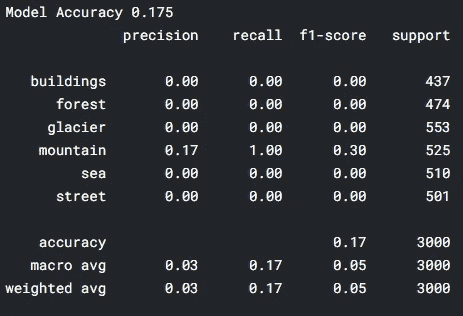 Model Accuracy 0.175
precision recall f1-score support
buildings 0.00 0.00 0.00 437
forest 0.00 0.00 0.00 474
glacier 0.00 0.00 0.00 553
mountain 0.17 1.00 0.30 525
sea 0.00 0.00 0.00 510
street 0.00 0.00 0.00 501
accuracy 0.17 3000
macro avg 0.03 0.17 0.05 3000
weighted avg 0.03 0.17 0.05 3000